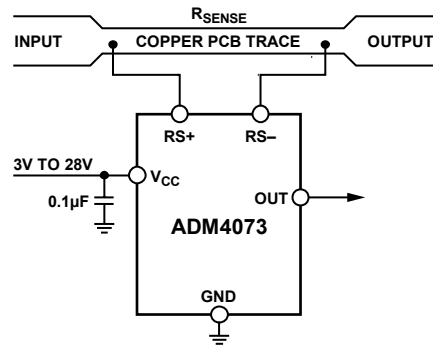 RSENSE
INPUT COPPER PCB TRACE OUTPUT
RS+ RS–
3V TO 28V
VCC
0.1µF
OUT
ADM4073
GND